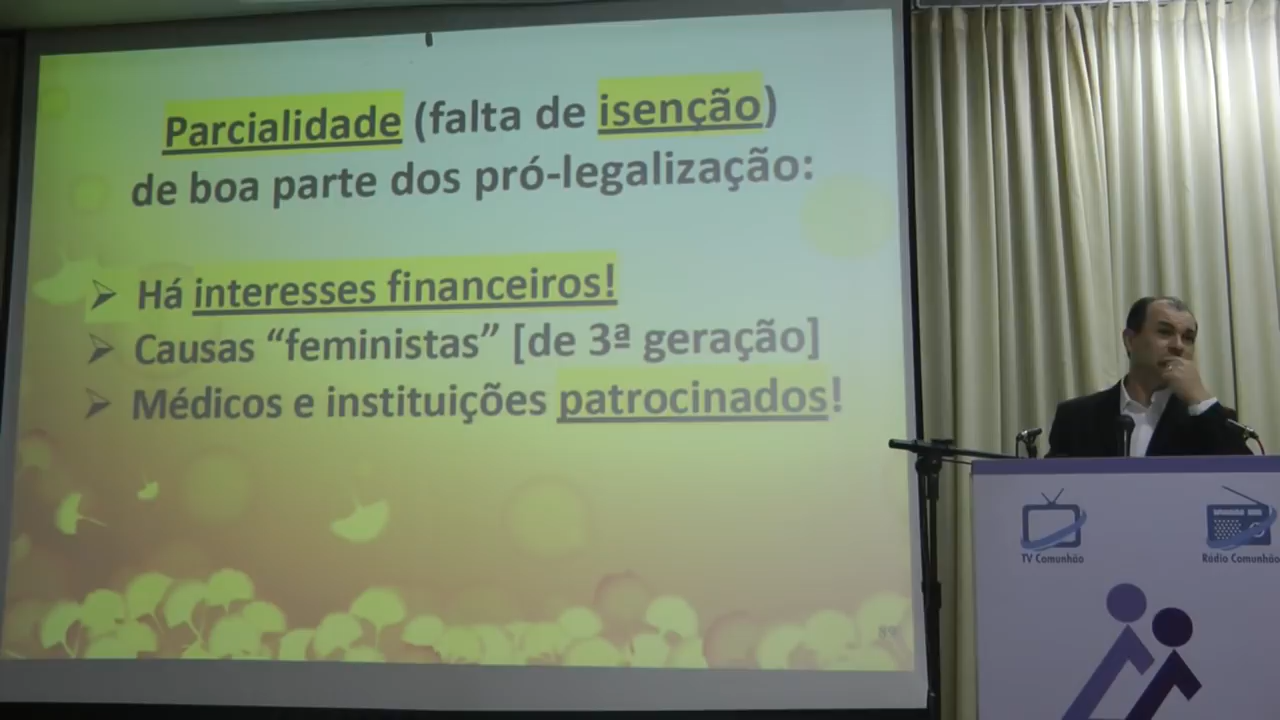 Parcialidade (falta de isenção)
de boa parte dos pró-legalização:
Há interesses financeiros!
Causas “feministas” [de 3ª geração]
Médicos e instituições patrocinados!
TV Comunhão
Rádio Comunhão